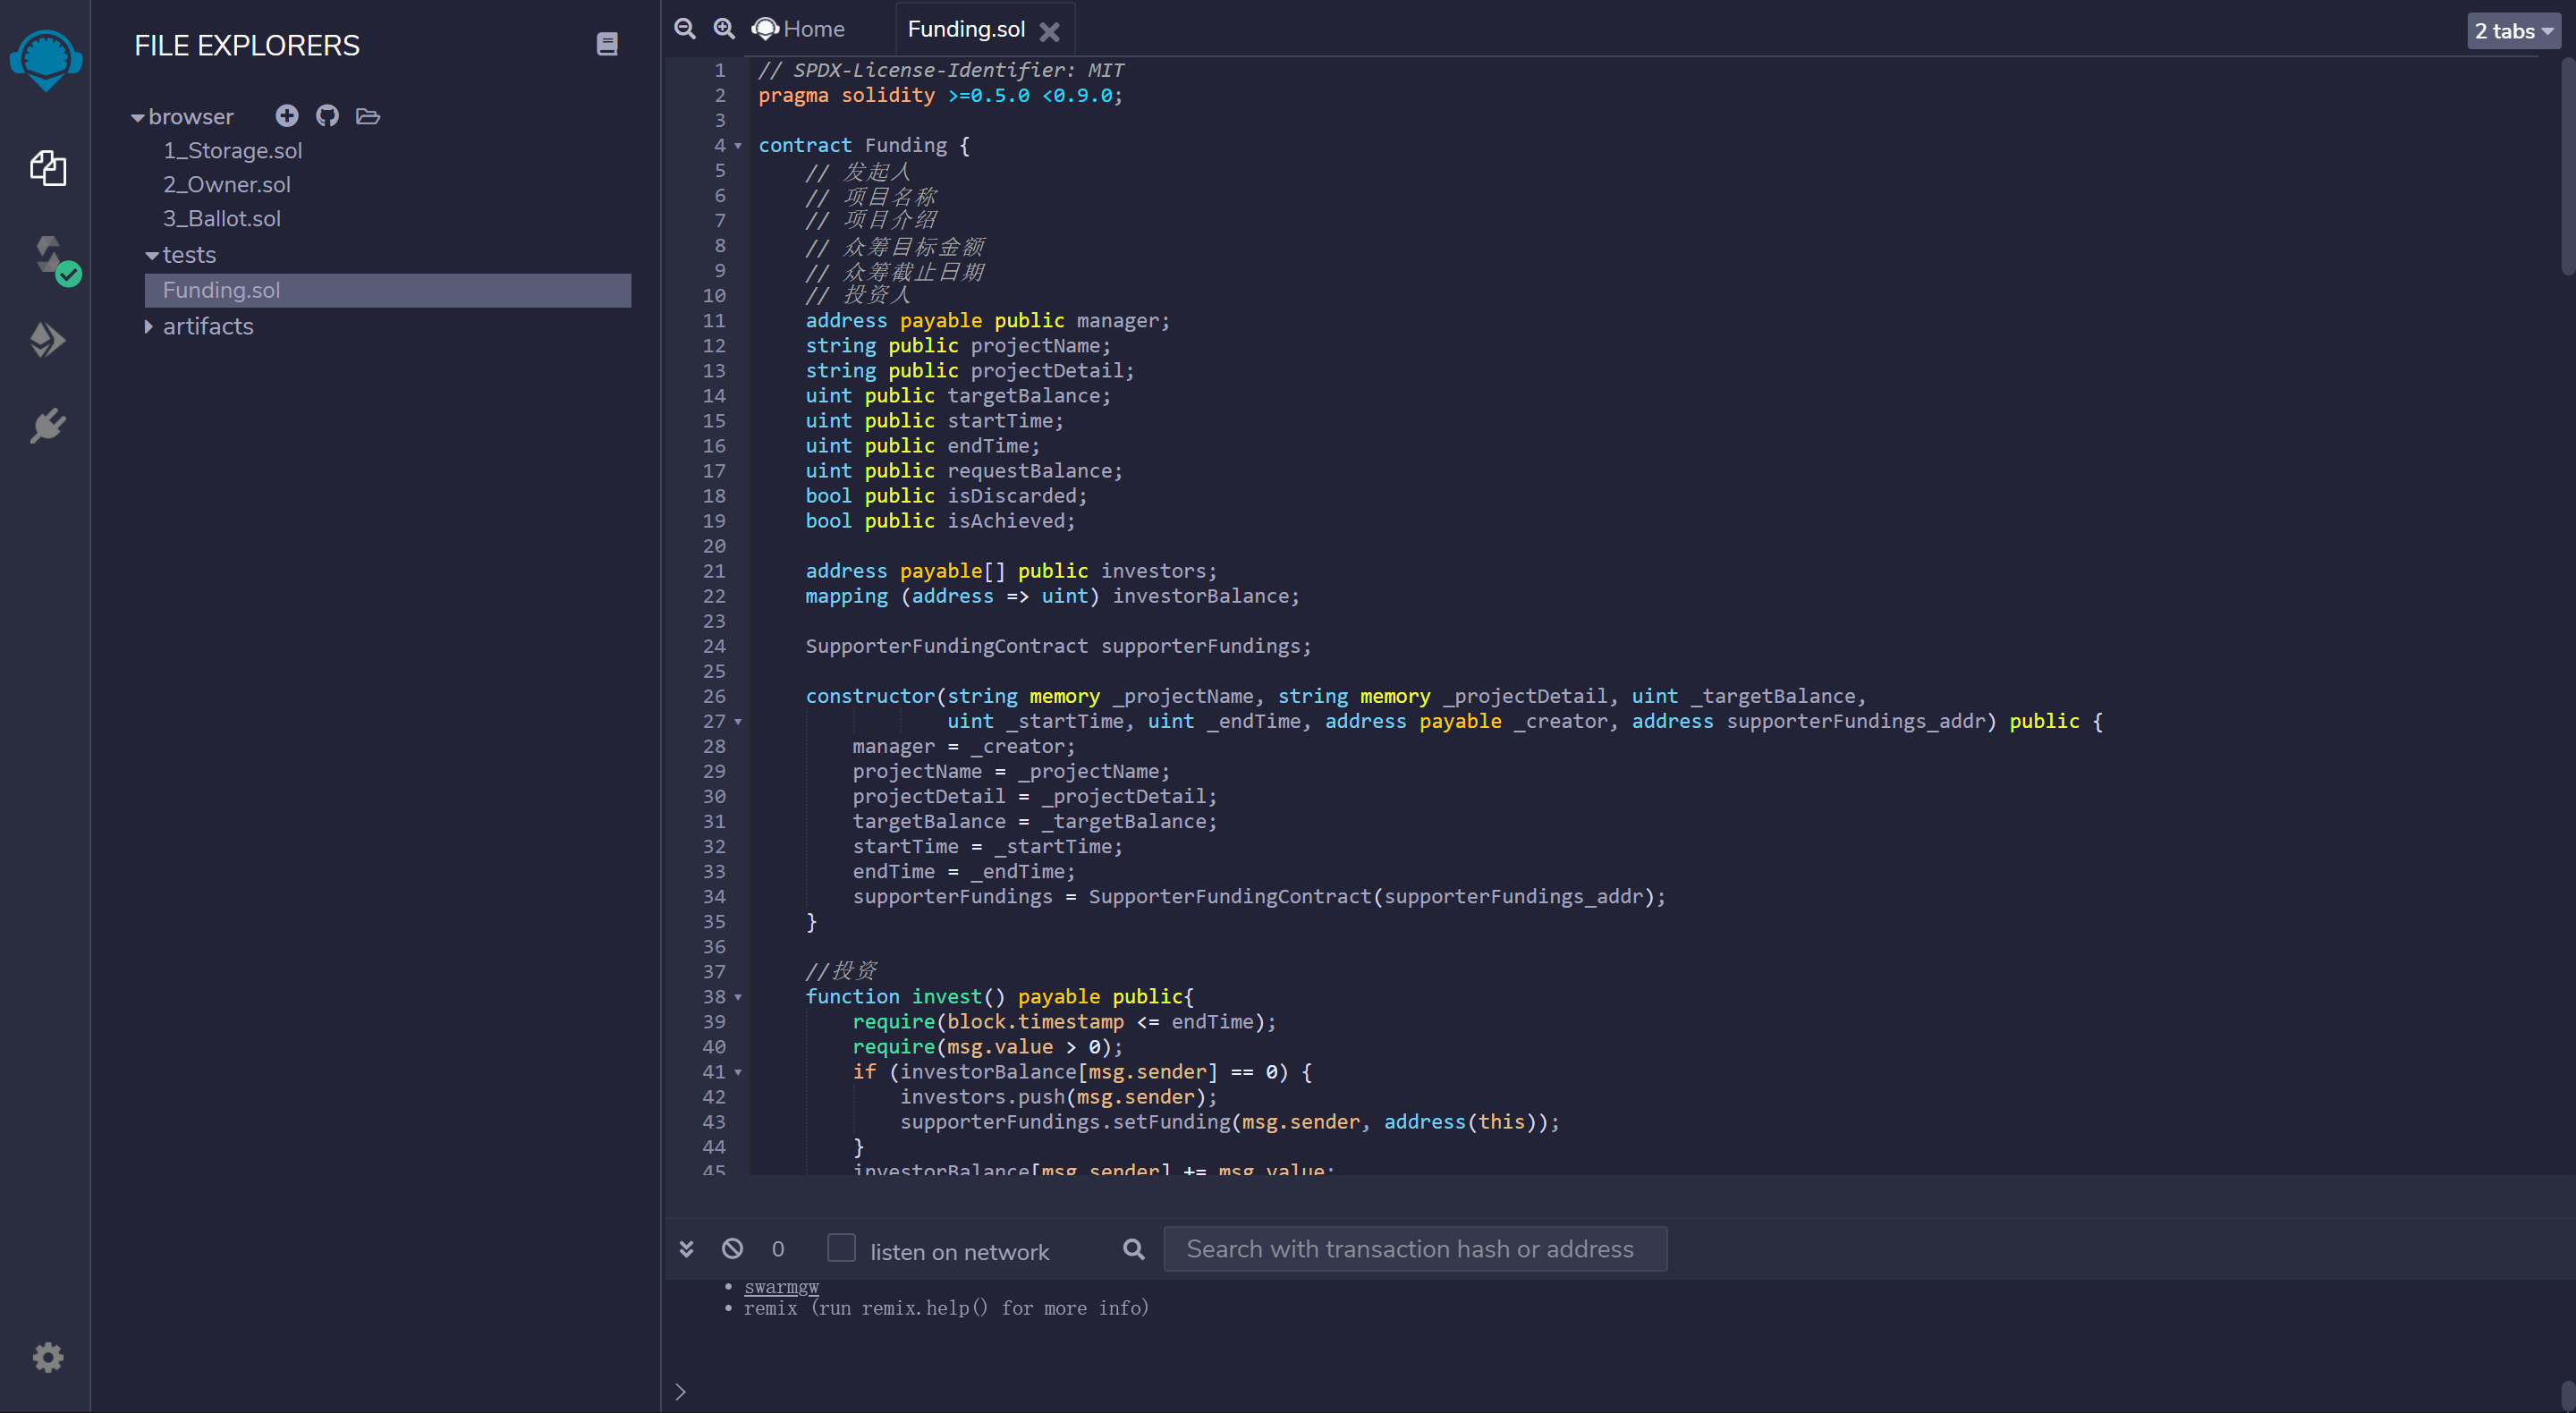 FILE EXPLORERS
browser
1_Storage.sol
2_Owner.sol
3_Ballot.sol
tests
Funding.sol
artifacts
Home
Funding.sol
2 tabs
1 // SPDX-License-Identifier: MIT
2 pragma solidity >=0.5.0 <0.9.0;
3
4 contract Funding {
5 // 发起人
6 // 项目名称
7 // 项目介绍
8 // 众筹目标金额
9 // 众筹截止日期
10 // 投资人
11 address payable public manager;
12 string public projectName;
13 string public projectDetail;
14 uint public targetBalance;
15 uint public startTime;
16 uint public endTime;
17 uint public requestBalance;
18 bool public isDiscarded;
19 bool public isAchieved;
20
21 address payable[] public investors;
22 mapping (address => uint) investorBalance;
23
24 SupporterFundingContract supporterFundings;
25
26 constructor(string memory _projectName, string memory _projectDetail, uint _targetBalance,
27 uint _startTime, uint _endTime, address payable _creator, address supporterFundings_addr) public {
28 manager = _creator;
29 projectName = _projectName;
30 projectDetail = _projectDetail;
31 targetBalance = _targetBalance;
32 startTime = _startTime;
33 endTime = _endTime;
34 supporterFundings = SupporterFundingContract(supporterFundings_addr);
35 }
36
37 //投资
38 function invest() payable public{
39 require(block.timestamp <= endTime);
40 require(msg.value > 0);
41 if (investorBalance[msg.sender] == 0) {
42 investors.push(msg.sender);
43 supporterFundings.setFunding(msg.sender, address(this));
44 }
45 investorBalance[msg.sender] += msg.value;
0
listen on network
Search with transaction hash or address
• swarmgw
• remix (run remix.help() for more info)
>